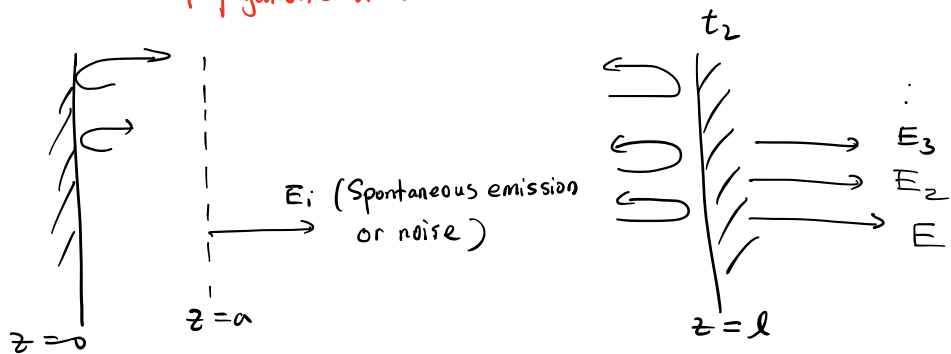 t₂
⋮
E₃
Eᵢ (Spontaneous emission
or noise)
E₂
E
z = 0
z = a
z = l